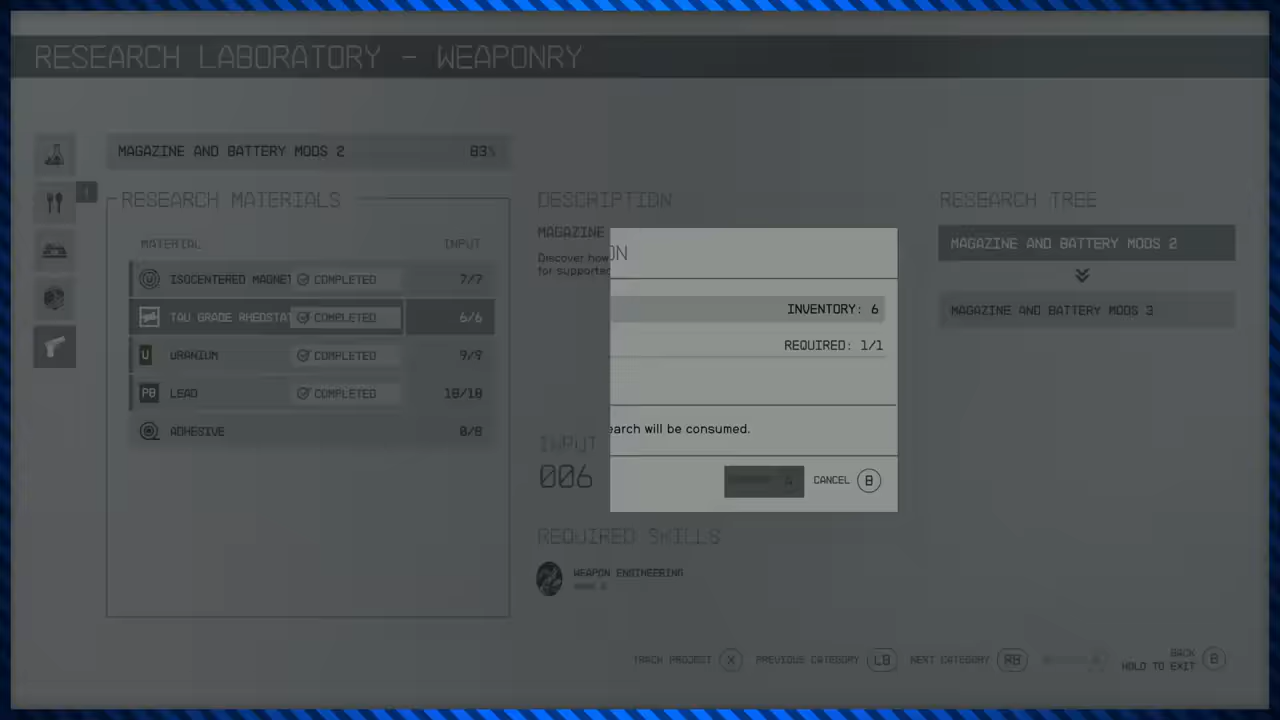 RESEARCH LABORATORY - WEAPONRY
MAGAZINE AND BATTERY MODS 2 83%
RESEARCH MATERIALS
MATERIAL INPUT
ISOCENTERED MAGNET COMPLETED 7/7
TAU GRADE RHEOSTAT COMPLETED 6/6
U URANIUM COMPLETED 9/9
PB LEAD COMPLETED 18/18
ADHESIVE 0/8
DESCRIPTION
MAGAZINE
Discover how
for supported
ON
INVENTORY: 6
REQUIRED: 1/1
earch will be consumed.
A CANCEL B
INPUT
006
REQUIRED SKILLS
WEAPON ENGINEERING
RESEARCH TREE
MAGAZINE AND BATTERY MODS 2
MAGAZINE AND BATTERY MODS 3
TRACK PROJECT X PREVIOUS CATEGORY LB NEXT CATEGORY RB
BACK
HOLD TO EXIT B